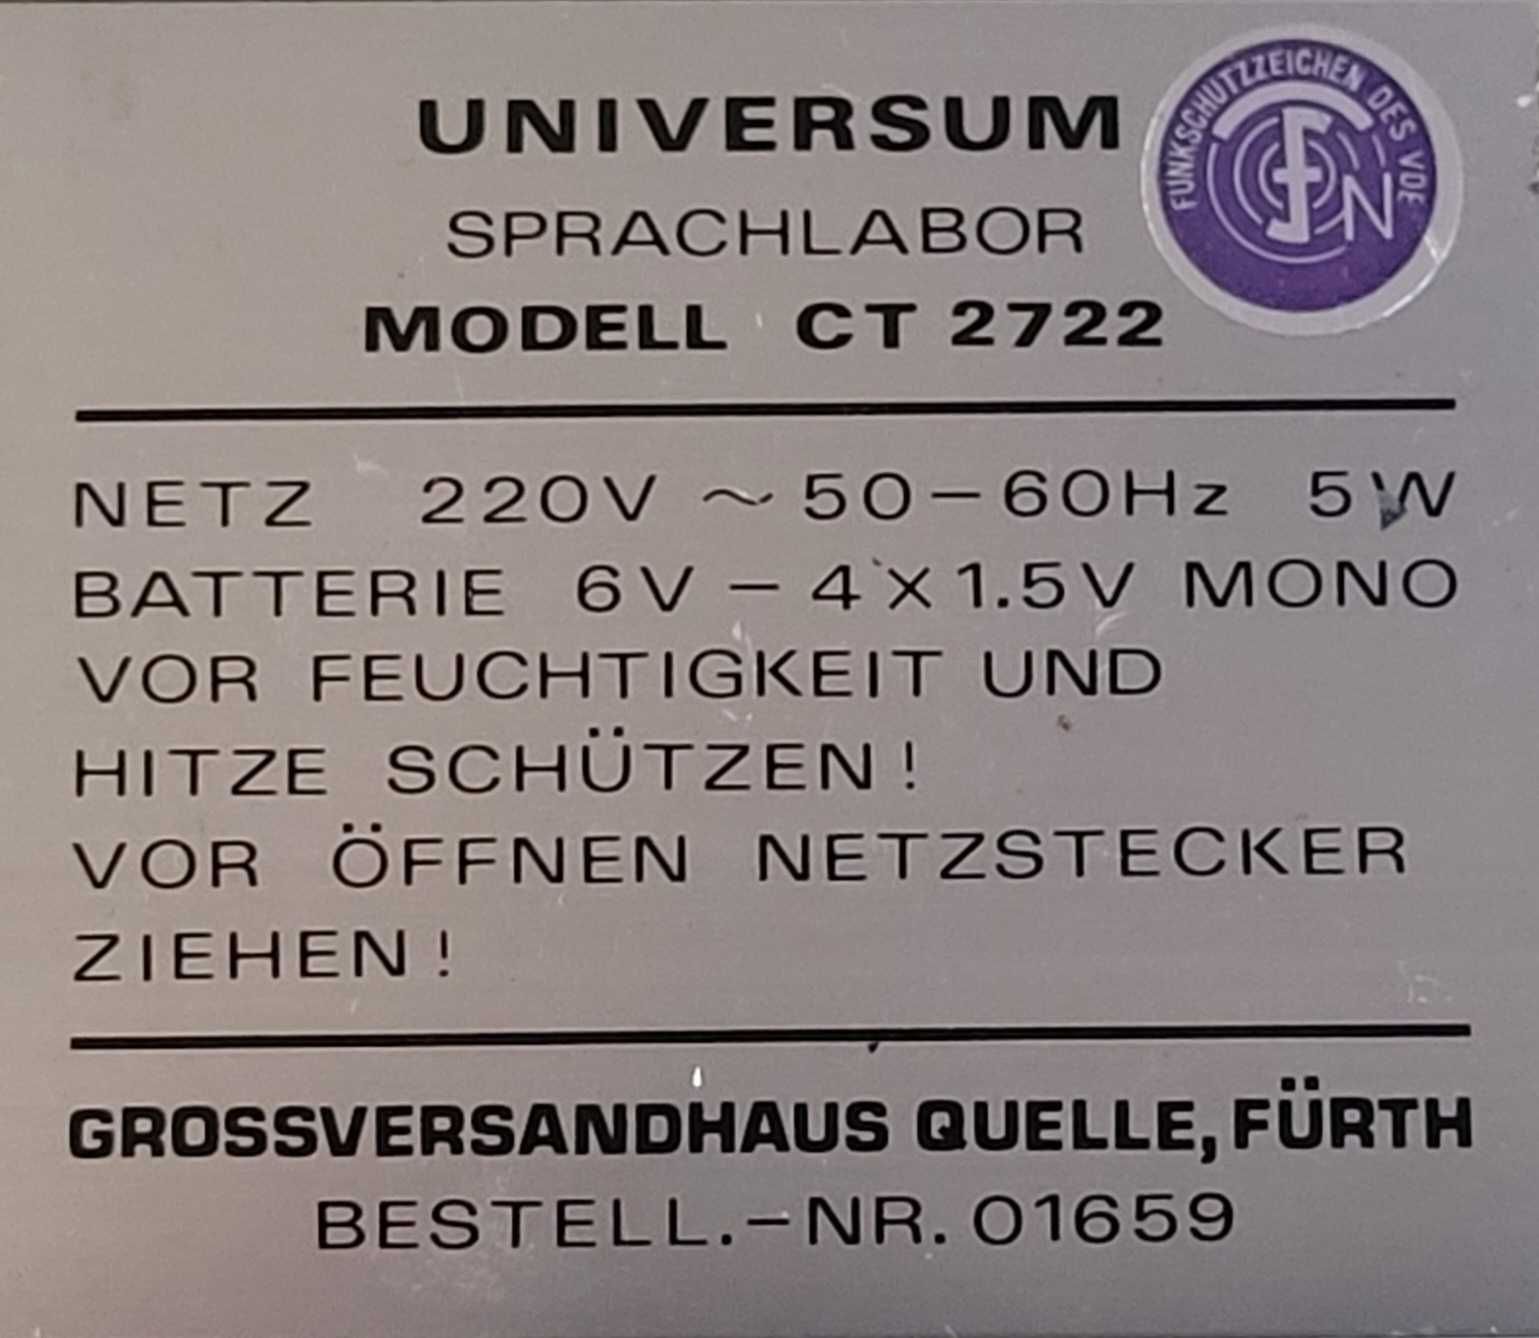 UNIVERSUM
SPRACHLABOR
MODELL CT 2722
FUNKSCHUTZZEICHEN DES VDE
N
NETZ 220V ~ 50-60Hz 5W
BATTERIE 6V - 4 X 1.5V MONO
VOR FEUCHTIGKEIT UND
HITZE SCHÜTZEN!
VOR ÖFFNEN NETZSTECKER
ZIEHEN!
GROSSVERSANDHAUS QUELLE, FÜRTH
BESTELL.-NR. 01659